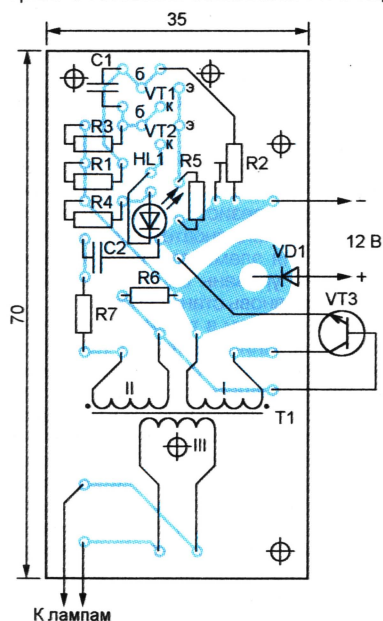 35
C1
б
VT1
э
б
к
VT2
э
R3
к
HL1
R5
R2
R1
R4
–
12 В
C2
VD1
+
R6
VT3
R7
70
II
I
T1
III
К лампам